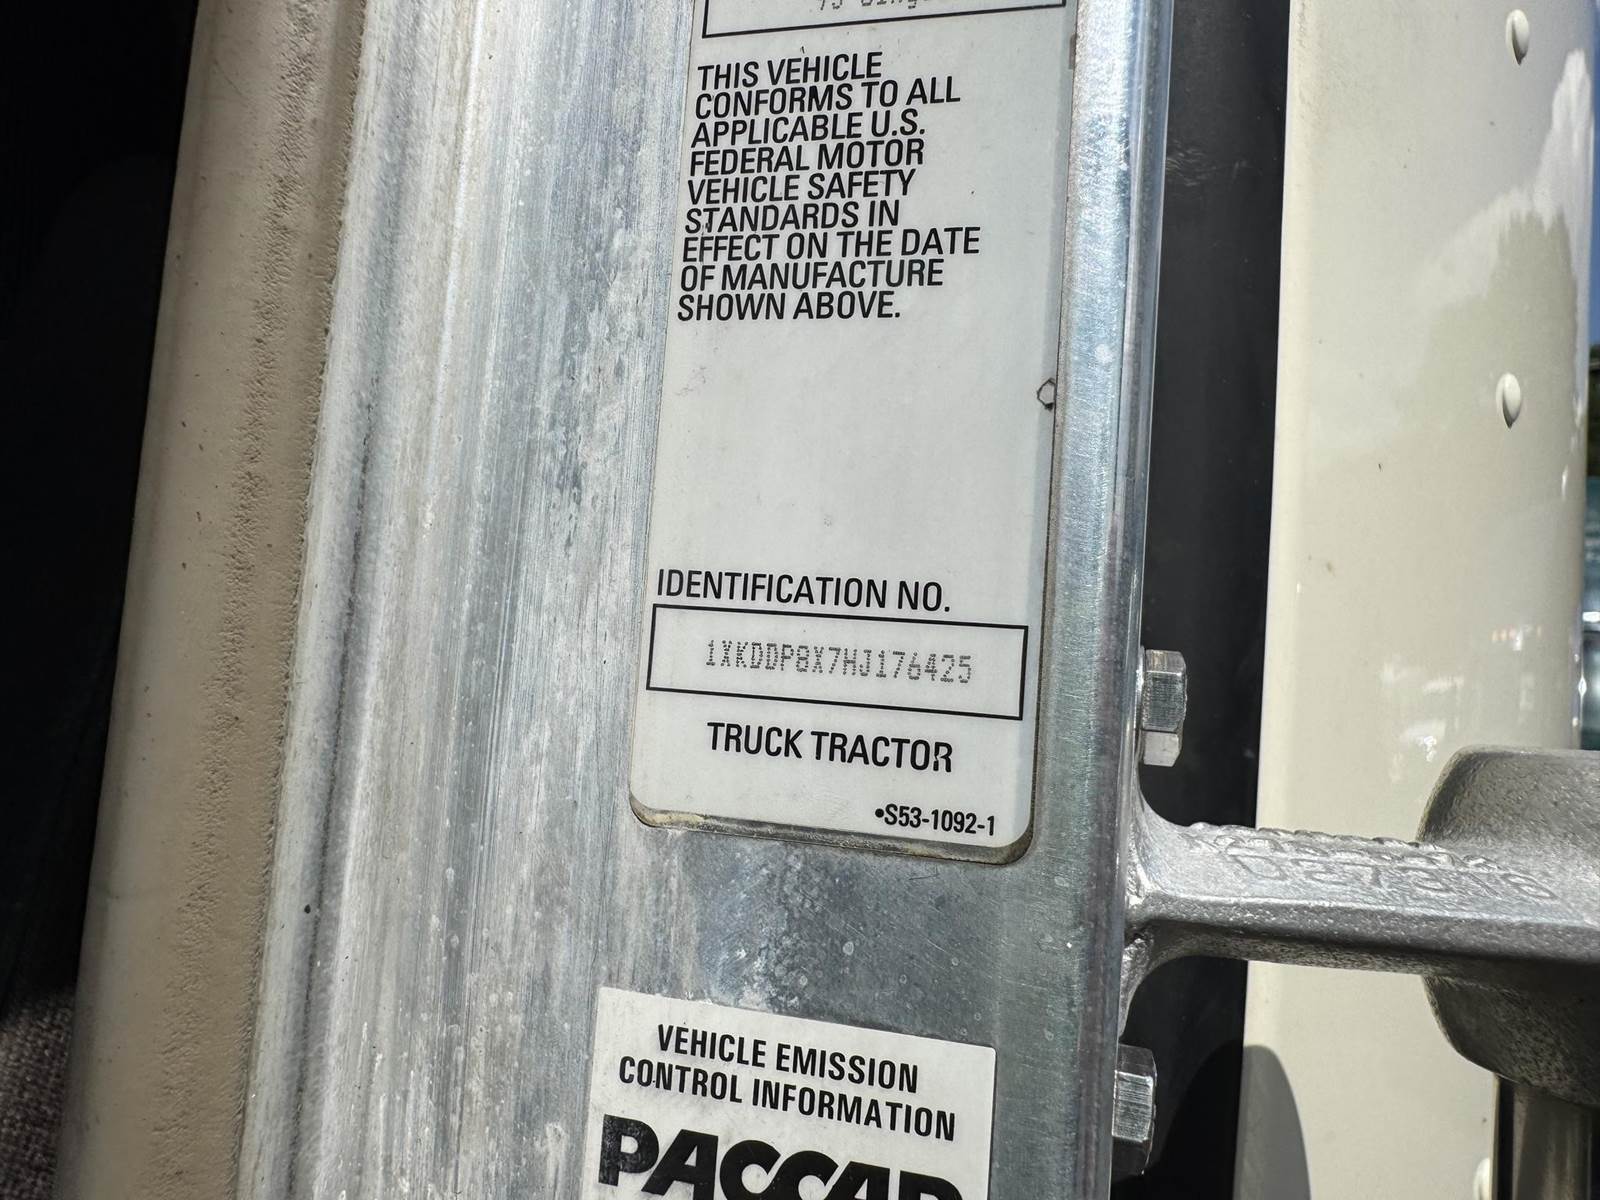 THIS VEHICLE
CONFORMS TO ALL
APPLICABLE U.S.
FEDERAL MOTOR
VEHICLE SAFETY
STANDARDS IN
EFFECT ON THE DATE
OF MANUFACTURE
SHOWN ABOVE.
IDENTIFICATION NO.
1XKDDP8X7HJ176425
TRUCK TRACTOR
•S53-1092-1
VEHICLE EMISSION
CONTROL INFORMATION
PACCAR